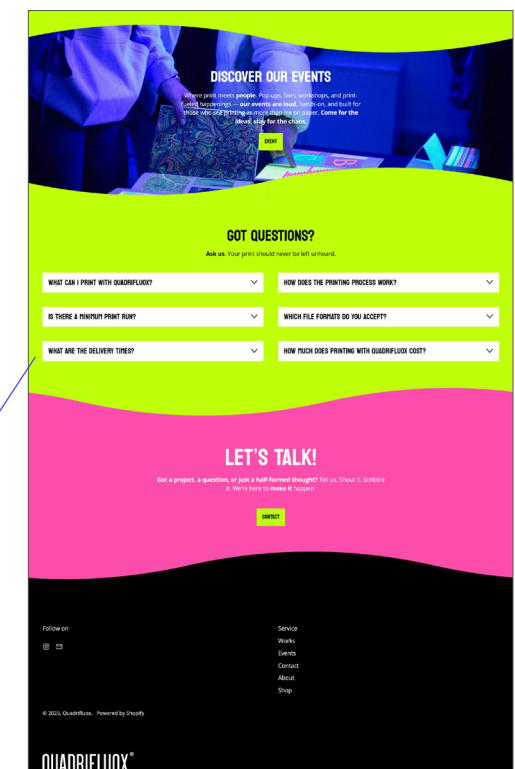 DISCOVER OUR EVENTS
Where print meets people. Pop-ups, fairs, workshops, and print-
fueled happenings — our events are loud, hands-on, and built for
those who see printing as more than ink on paper. Come for the
ideas, stay for the chaos.
EVENT
GOT QUESTIONS?
Ask us. Your print should never be left unheard.
WHAT CAN I PRINT WITH QUADRIFLUOX?
HOW DOES THE PRINTING PROCESS WORK?
IS THERE A MINIMUM PRINT RUN?
WHICH FILE FORMATS DO YOU ACCEPT?
WHAT ARE THE DELIVERY TIMES?
HOW MUCH DOES PRINTING WITH QUADRIFLUOX COST?
LET'S TALK!
Got a project, a question, or just a half-formed thought? Tell us. Shout it. Scribble
it. We're here to make it happen.
CONTACT
Follow on
Service
Works
Events
Contact
About
Shop
© 2025, Quadrifluox. Powered by Shopify
QUADRIFLUOX®